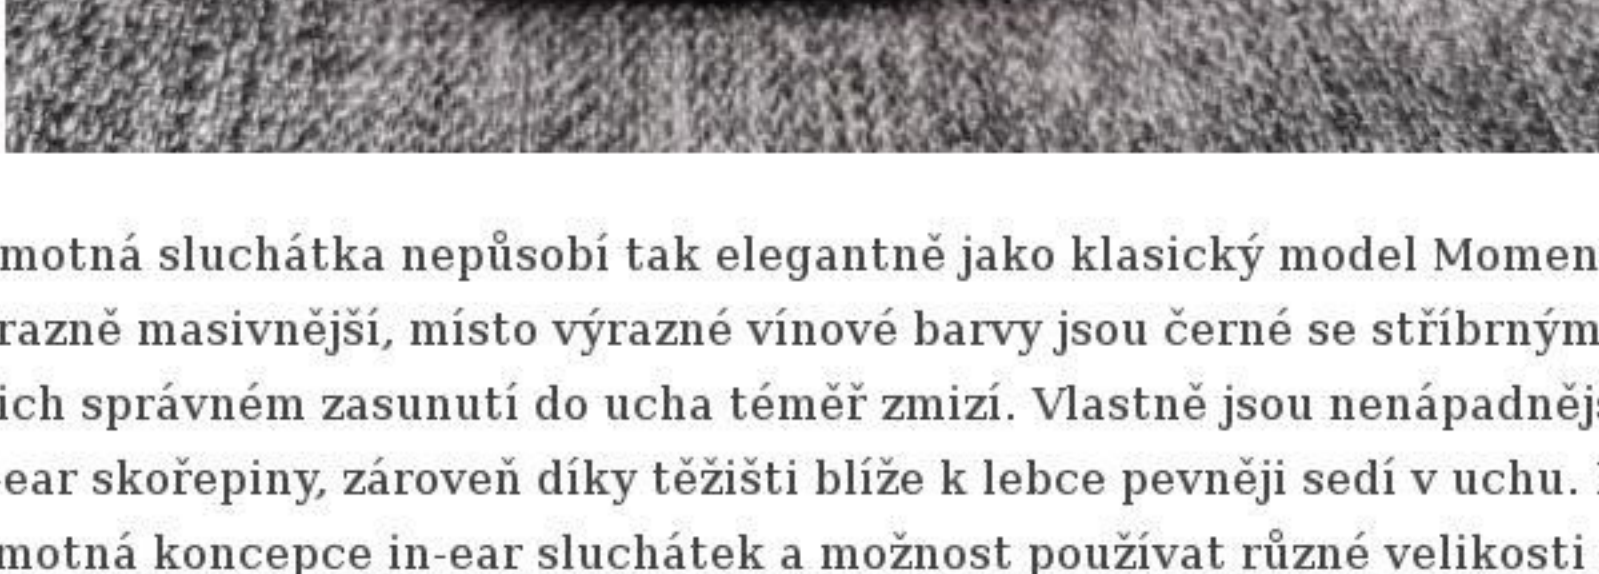 motná sluchátka nepůsobí tak elegantně jako klasický model Momen
razně masivnější, místo výrazné vínové barvy jsou černé se stříbrným
ich správném zasunutí do ucha téměř zmizí. Vlastně jsou nenápadnějš
-ear skořepiny, zároveň díky těžišti blíže k lebce pevněji sedí v uchu.
motná koncepce in-ear sluchátek a možnost používat různé velikosti